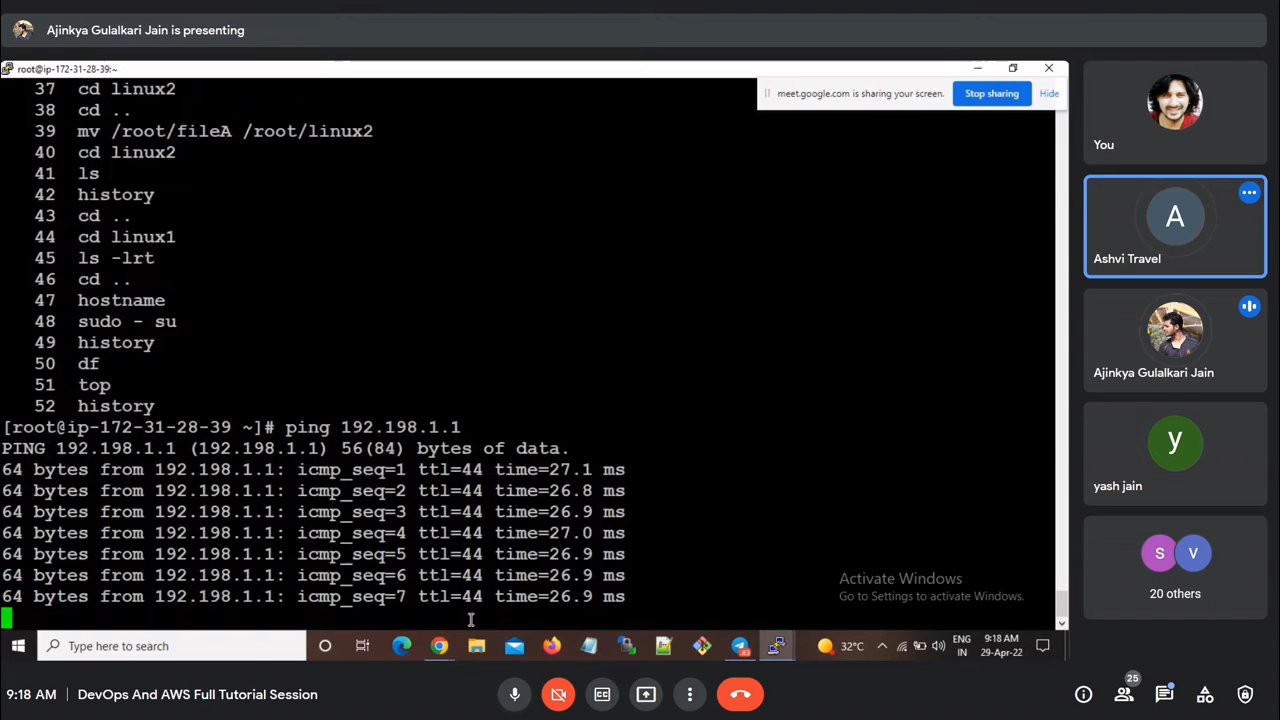 Ajinkya Gulalkari Jain is presenting
root@ip-172-31-28-39:~
meet.google.com is sharing your screen.
Stop sharing
Hide
37 cd linux2
38 cd ..
39 mv /root/fileA /root/linux2
40 cd linux2
41 ls
42 history
43 cd ..
44 cd linux1
45 ls -lrt
46 cd ..
47 hostname
48 sudo - su
49 history
50 df
51 top
52 history
[root@ip-172-31-28-39 ~]# ping 192.198.1.1
PING 192.198.1.1 (192.198.1.1) 56(84) bytes of data.
64 bytes from 192.198.1.1: icmp_seq=1 ttl=44 time=27.1 ms
64 bytes from 192.198.1.1: icmp_seq=2 ttl=44 time=26.8 ms
64 bytes from 192.198.1.1: icmp_seq=3 ttl=44 time=26.9 ms
64 bytes from 192.198.1.1: icmp_seq=4 ttl=44 time=27.0 ms
64 bytes from 192.198.1.1: icmp_seq=5 ttl=44 time=26.9 ms
64 bytes from 192.198.1.1: icmp_seq=6 ttl=44 time=26.9 ms
64 bytes from 192.198.1.1: icmp_seq=7 ttl=44 time=26.9 ms
Activate Windows
Go to Settings to activate Windows.
Type here to search
32°C
ENG
IN
9:18 AM
29-Apr-22
You
A
Ashvi Travel
Ajinkya Gulalkari Jain
y
yash jain
S
V
20 others
9:18 AM | DevOps And AWS Full Tutorial Session
25